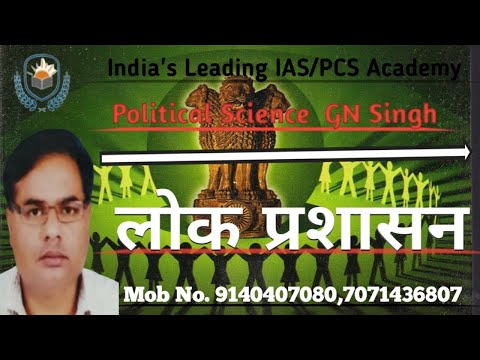 India's Leading IAS/PCS Academy
Political Science GN Singh
लोक प्रशासन
Mob No. 9140407080,7071436807